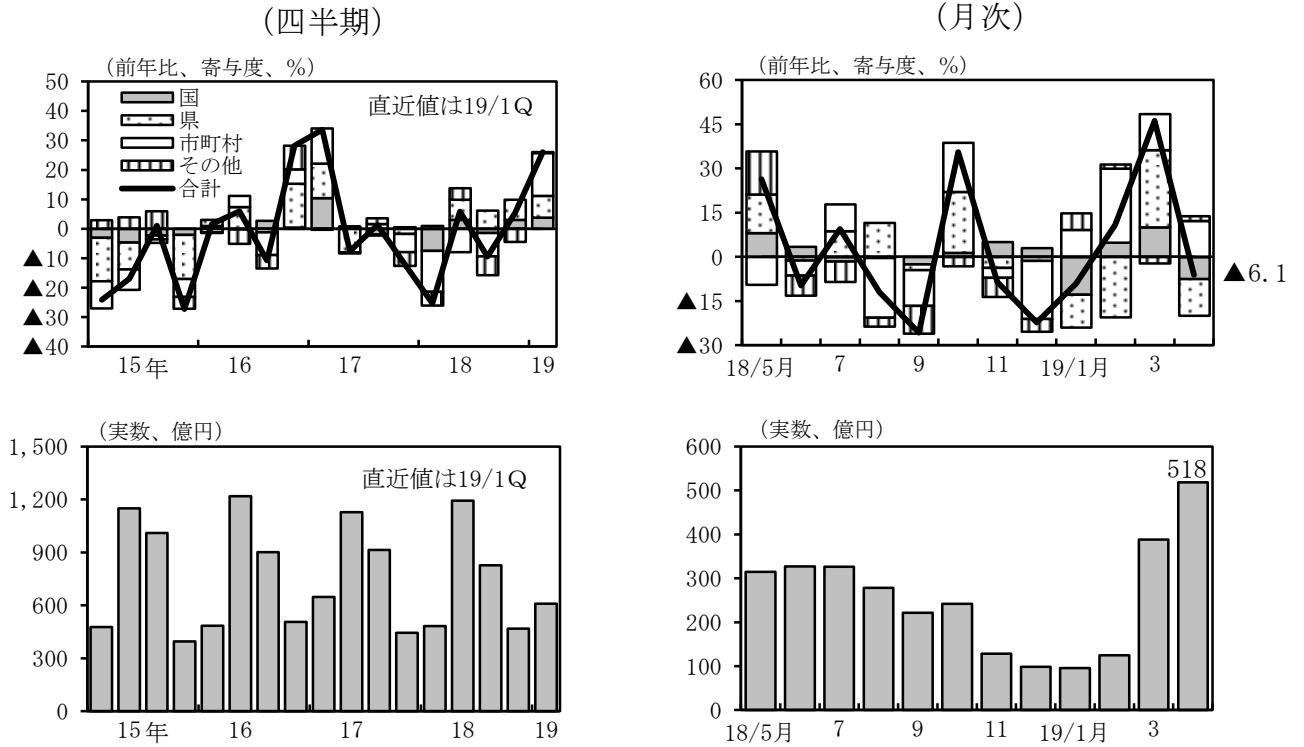 （四半期）
（前年比、寄与度、%）
直近値は19/1Q
国
県
市町村
その他
合計
50
40
30
20
10
0
▲10
▲20
▲30
▲40
15年 16 17 18 19
（月次）
（前年比、寄与度、%）
60
45
30
15
0
▲15
▲30
▲6.1
18/5月 7 9 11 19/1月 3
（実数、億円）
直近値は19/1Q
1,500
1,200
900
600
300
0
15年 16 17 18 19
（実数、億円）
518
600
500
400
300
200
100
0
18/5月 7 9 11 19/1月 3